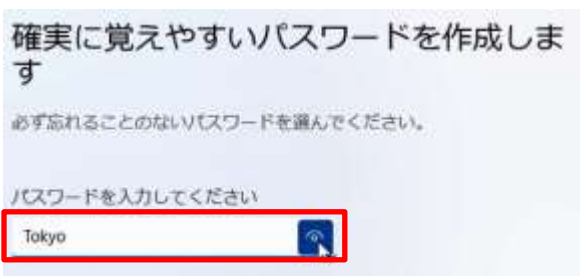 確実に覚えやすいパスワードを作成しま
す
必ず忘れることのないパスワードを選んでください。
パスワードを入力してください
Tokyo